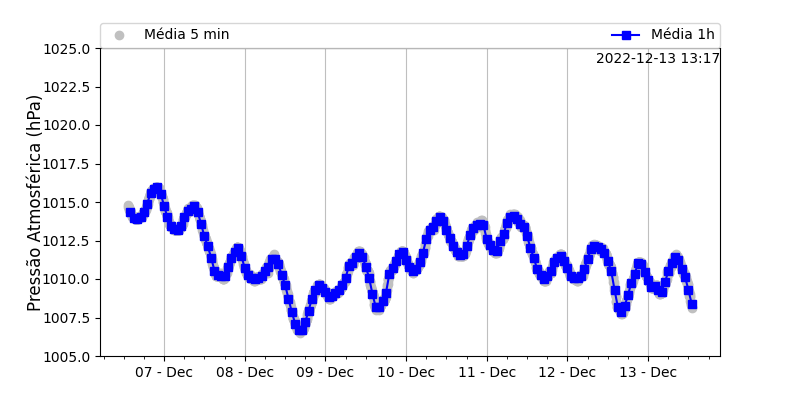 Média 5 min
Média 1h
2022-12-13 13:17
Pressão Atmosférica (hPa)
1025.0
1022.5
1020.0
1017.5
1015.0
1012.5
1010.0
1007.5
1005.0
07 - Dec
08 - Dec
09 - Dec
10 - Dec
11 - Dec
12 - Dec
13 - Dec